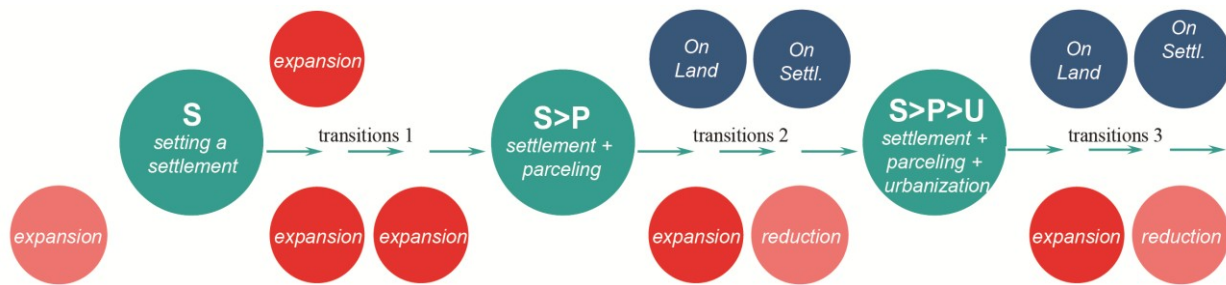 expansion
S
setting a
settlement
expansion
transitions 1
expansion
expansion
S>P
settlement +
parceling
On
Land
On
Settl.
transitions 2
expansion
reduction
S>P>U
settlement +
parceling +
urbanization
On
Land
On
Settl.
transitions 3
expansion
reduction